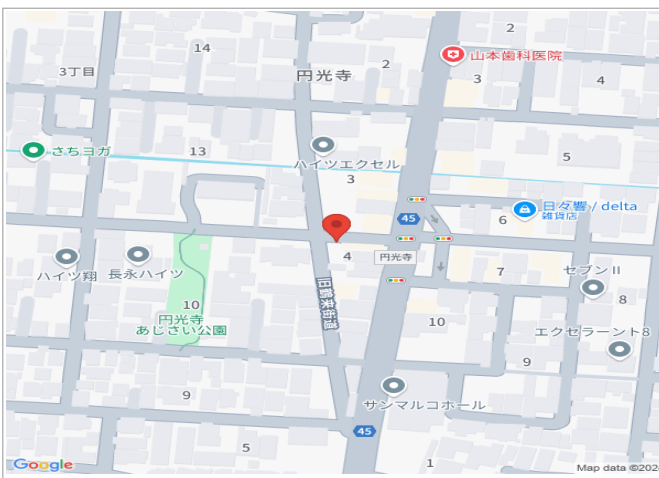 2
14
3丁目
円光寺
2
山本歯科医院
3
4
さちヨガ
13
ハイツエクセル
5
3
45
日々響 / delta
雑貨店
6
ハイツ翔
長永ハイツ
4
円光寺
7
セブンⅡ
旧鶴来街道
8
10
円光寺
あじさい公園
10
エクセラーント8
9
9
サンマルコホール
45
5
1
Google
Map data ©202